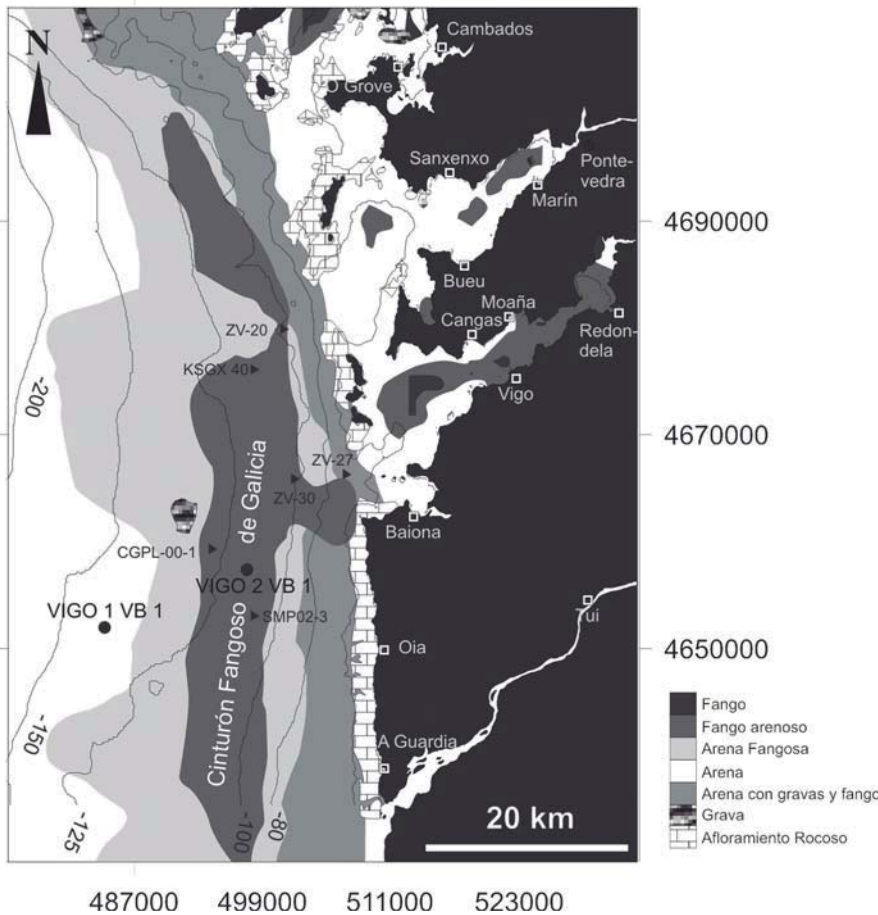 N
Cambados
O Grove
Sanxenxo
Ponte-
vedra
Marín
4690000
Bueu
Moaña
Cangas
Redon-
dela
ZV-20
KSGX 40
Vigo
-200
4670000
ZV-27
ZV-30
Baiona
Cinturón Fangoso de Galicia
CGPL-00-1
VIGO 2 VB 1
VIGO 1 VB 1
SMP02-3
Tui
Oia
4650000
-150
A Guardia
-125
-100
-80
20 km
Fango
Fango arenoso
Arena Fangosa
Arena
Arena con gravas y fango
Grava
Afloramiento Rocoso
487000 499000 511000 523000